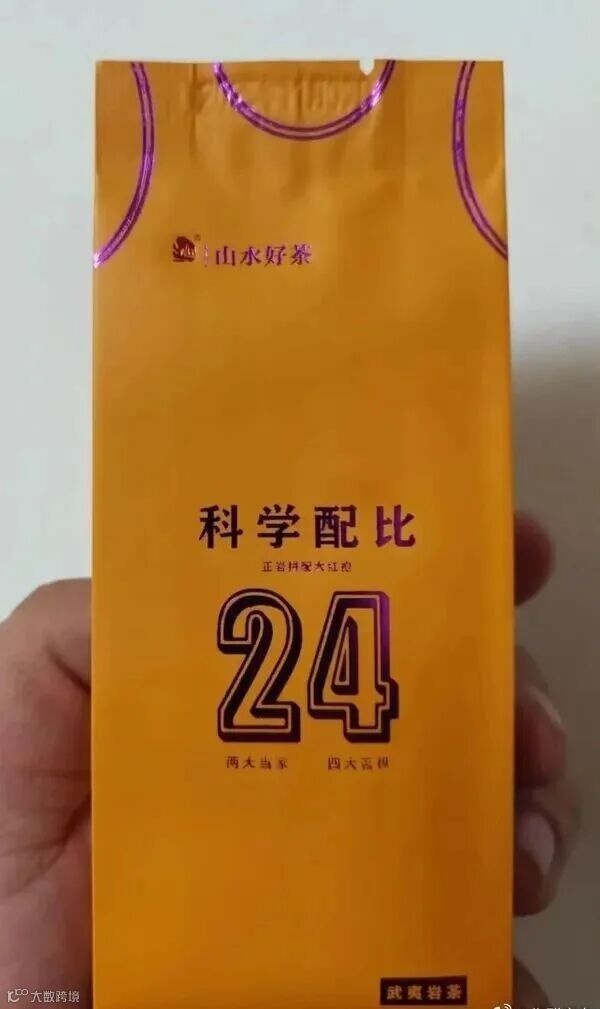 山水好茶
科学配比
正岩拼配大红袍
24
两大当家 四大名枞
武夷岩茶
大数跨境